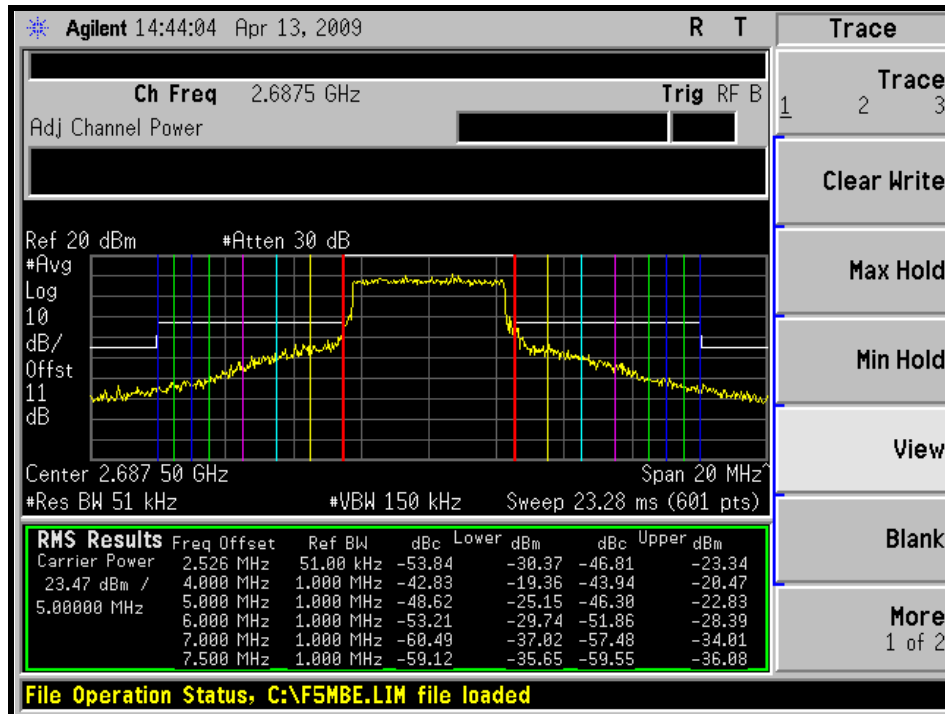 Agilent 14:44:04 Apr 13, 2009 R T
Trace
Ch Freq 2.6875 GHz Trig RF B
Adj Channel Power
Trace
1 2 3
Clear Write
Max Hold
Min Hold
View
Blank
More
1 of 2
Ref 20 dBm #Atten 30 dB
#Avg
Log
10
dB/
Offst
11
dB
Center 2.687 50 GHz Span 20 MHz^
#Res BW 51 kHz #VBW 150 kHz Sweep 23.28 ms (601 pts)
RMS Results Freq Offset Ref BW dBc Lower dBm dBc Upper dBm
Carrier Power 2.526 MHz 51.00 kHz -53.84 -30.37 -46.81 -23.34
23.47 dBm / 4.000 MHz 1.000 MHz -42.83 -19.36 -43.94 -20.47
5.00000 MHz 5.000 MHz 1.000 MHz -48.62 -25.15 -46.30 -22.83
6.000 MHz 1.000 MHz -53.21 -29.74 -51.86 -28.39
7.000 MHz 1.000 MHz -60.49 -37.02 -57.48 -34.01
7.500 MHz 1.000 MHz -59.12 -35.65 -59.55 -36.08
File Operation Status, C:\F5MBE.LIM file loaded